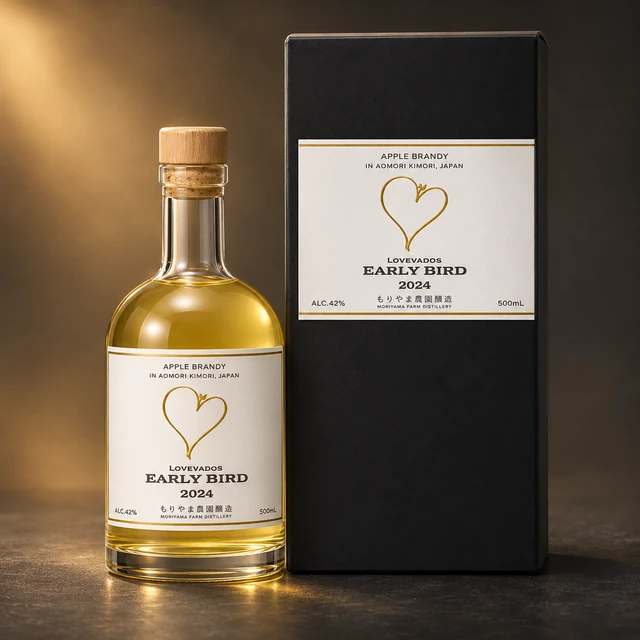 APPLE BRANDY
IN AOMORI KIMORI, JAPAN
LOVEVADOS
EARLY BIRD
2024
ALC.42%
もりやま農園醸造
500mL
MORIYAMA FARM DISTILLERY
APPLE BRANDY
IN AOMORI KIMORI, JAPAN
LOVEVADOS
EARLY BIRD
2024
ALC.42%
もりやま農園醸造
500mL
MORIYAMA FARM DISTILLERY